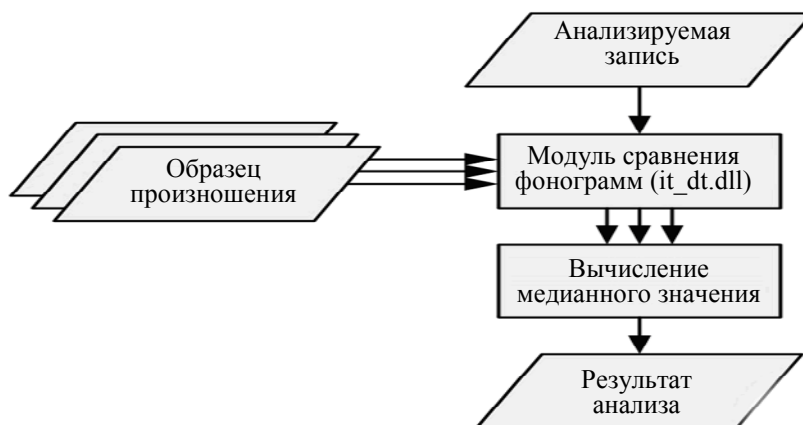 Анализируемая
запись
Образец
произношения
Модуль сравнения
фонограмм (it_dt.dll)
Вычисление
медианного значения
Результат
анализа